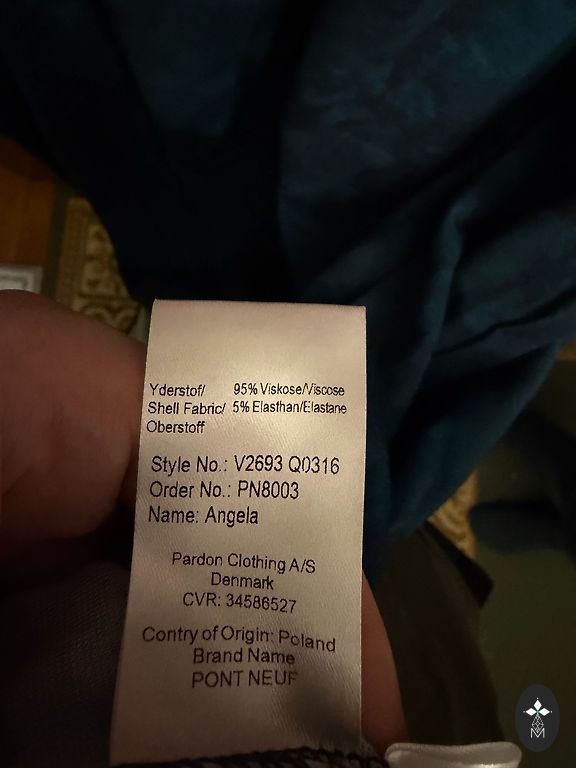 Yderstof/ 95% Viskose/Viscose
Shell Fabric/ 5% Elasthan/Elastane
Oberstoff
Style No.: V2693 Q0316
Order No.: PN8003
Name: Angela
Pardon Clothing A/S
Denmark
CVR: 34586527
Contry of Origin: Poland
Brand Name
PONT NEUF